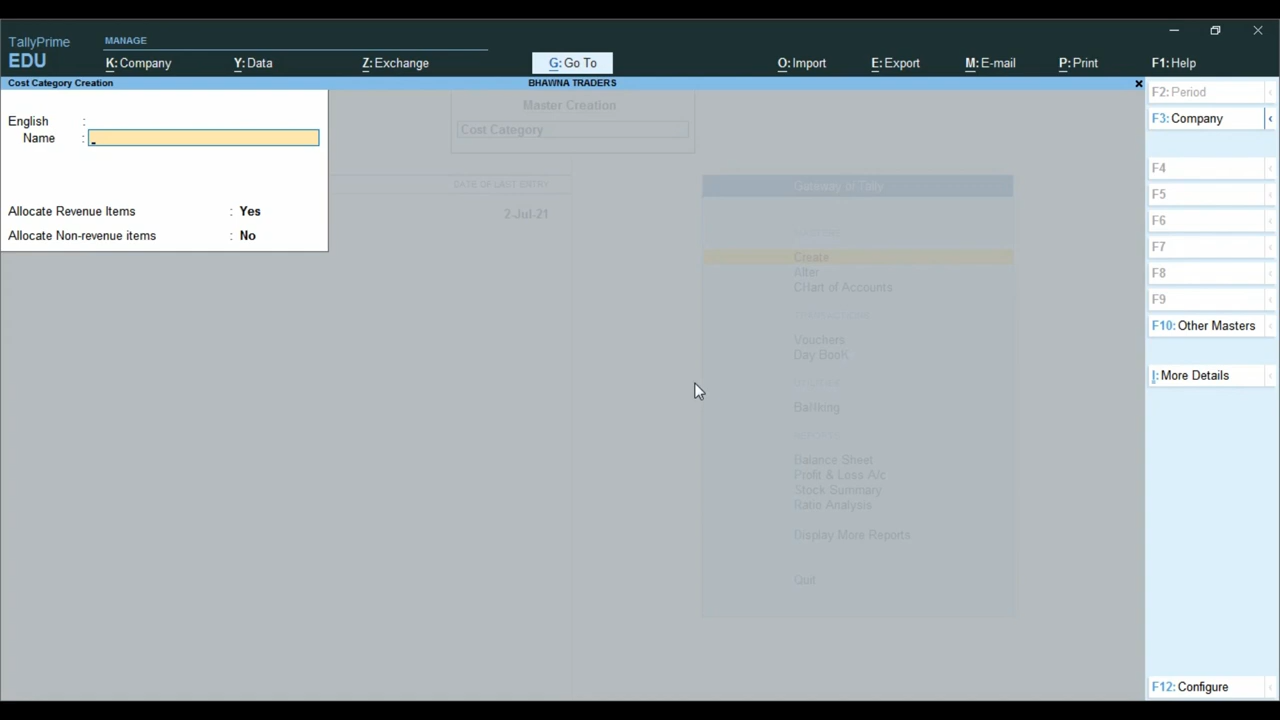 TallyPrime
EDU
MANAGE
K: Company
Y: Data
Z: Exchange
G: Go To
O: Import
E: Export
M: E-mail
P: Print
F1: Help
Cost Category Creation
BHAWNA TRADERS
x
English :
Name :
Allocate Revenue Items : Yes
Allocate Non-revenue items : No
Master Creation
Cost Category
DATE OF LAST ENTRY
2-Jul-21
Gateway of Tally
MASTERS
Create
Alter
CHart of Accounts
TRANSACTIONS
Vouchers
Day BooK
UTILITIES
BaNking
REPORTS
Balance Sheet
Profit & Loss A/c
Stock Summary
Ratio Analysis
Display More Reports
Quit
F2: Period
F3: Company
F4
F5
F6
F7
F8
F9
F10: Other Masters
I: More Details
F12: Configure